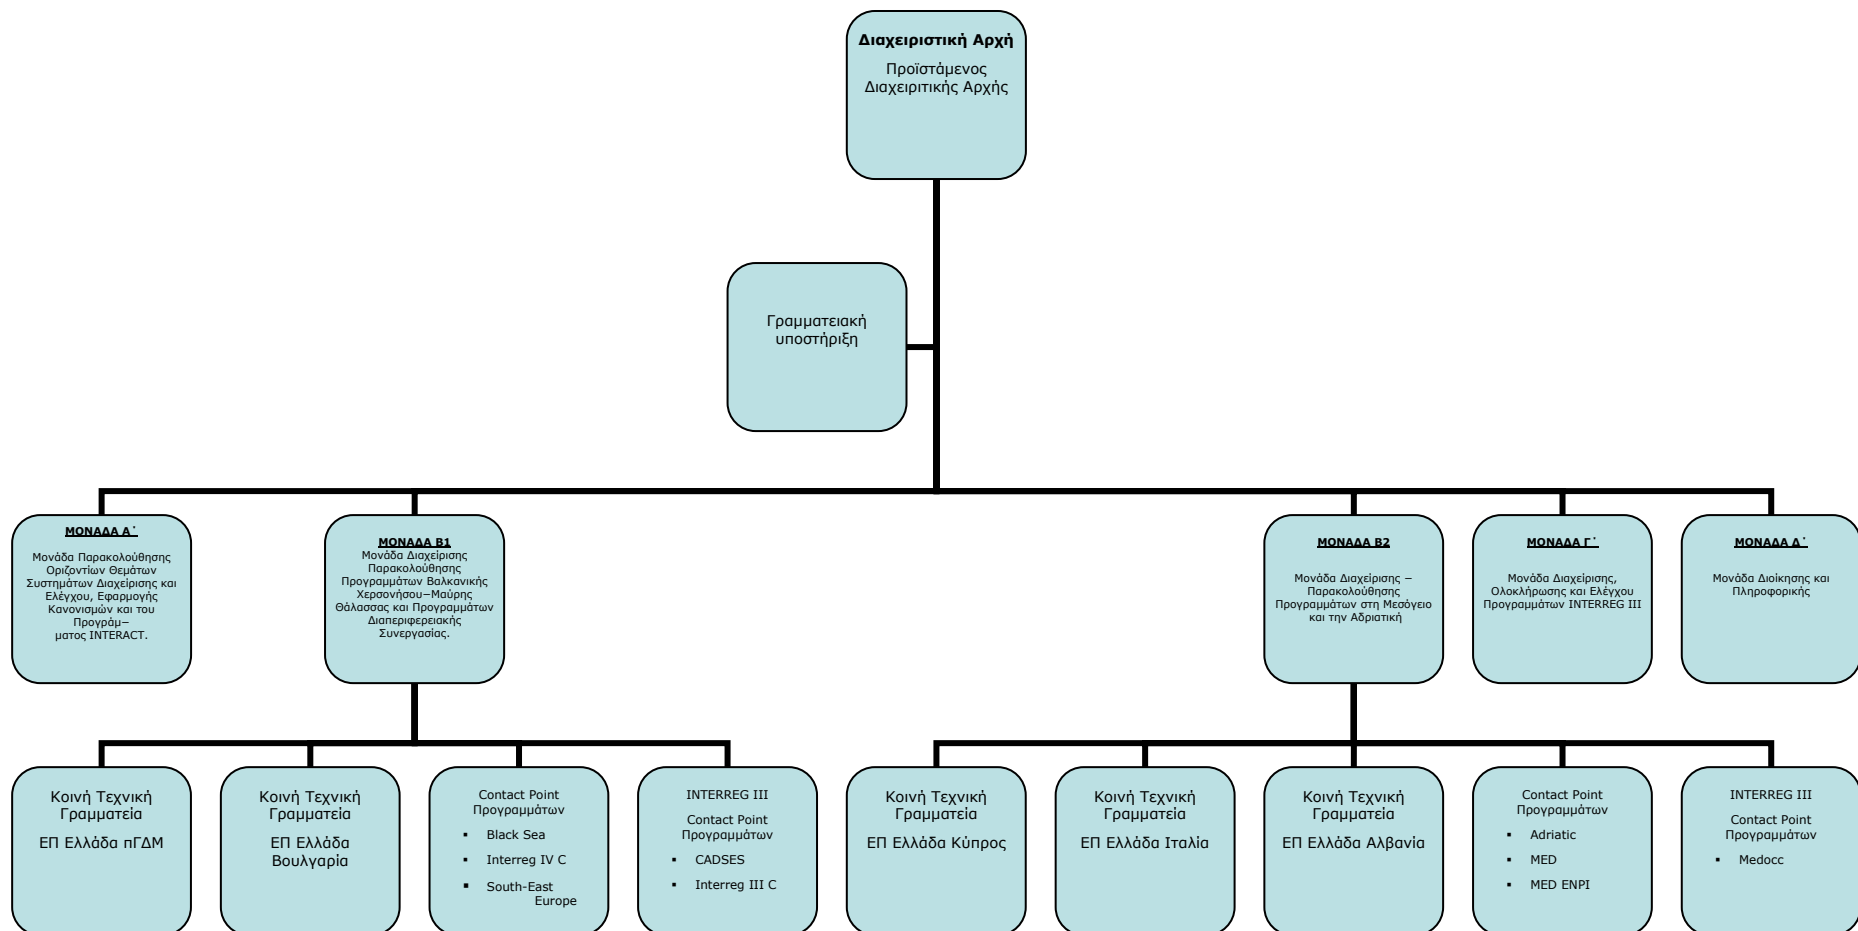 Διαχειριστική Αρχή
Προϊστάμενος
Διαχειριτικής Αρχής
Γραμματειακή
υποστήριξη
ΜΟΝΑΔΑ Α΄
Μονάδα Παρακολούθησης
Οριζοντίων Θεμάτων
Συστημάτων Διαχείρισης και
Ελέγχου, Εφαρμογής
Κανονισμών και του
Προγράμ–
ματος INTERACT.
ΜΟΝΑΔΑ Β1
Μονάδα Διαχείρισης
Παρακολούθησης
Προγραμμάτων Βαλκανικής
Χερσονήσου–Μαύρης
Θάλασσας και Προγραμμάτων
Διαπεριφερειακής
Συνεργασίας.
ΜΟΝΑΔΑ Β2
Μονάδα Διαχείρισης –
Παρακολούθησης
Προγραμμάτων στη Μεσόγειο
και την Αδριατική
ΜΟΝΑΔΑ Γ΄
Μονάδα Διαχείρισης,
Ολοκλήρωσης και Ελέγχου
Προγραμμάτων INTERREG III
ΜΟΝΑΔΑ Δ΄
Μονάδα Διοίκησης και
Πληροφορικής
Κοινή Τεχνική
Γραμματεία
ΕΠ Ελλάδα πΓΔΜ
Κοινή Τεχνική
Γραμματεία
ΕΠ Ελλάδα
Βουλγαρία
Contact Point
Προγραμμάτων
▪ Black Sea
▪ Interreg IV C
▪ South-East
Europe
INTERREG III
Contact Point
Προγραμμάτων
▪ CADSES
▪ Interreg III C
Κοινή Τεχνική
Γραμματεία
ΕΠ Ελλάδα Κύπρος
Κοινή Τεχνική
Γραμματεία
ΕΠ Ελλάδα Ιταλία
Κοινή Τεχνική
Γραμματεία
ΕΠ Ελλάδα Αλβανία
Contact Point
Προγραμμάτων
▪ Adriatic
▪ MED
▪ MED ENPI
INTERREG III
Contact Point
Προγραμμάτων
▪ Medocc